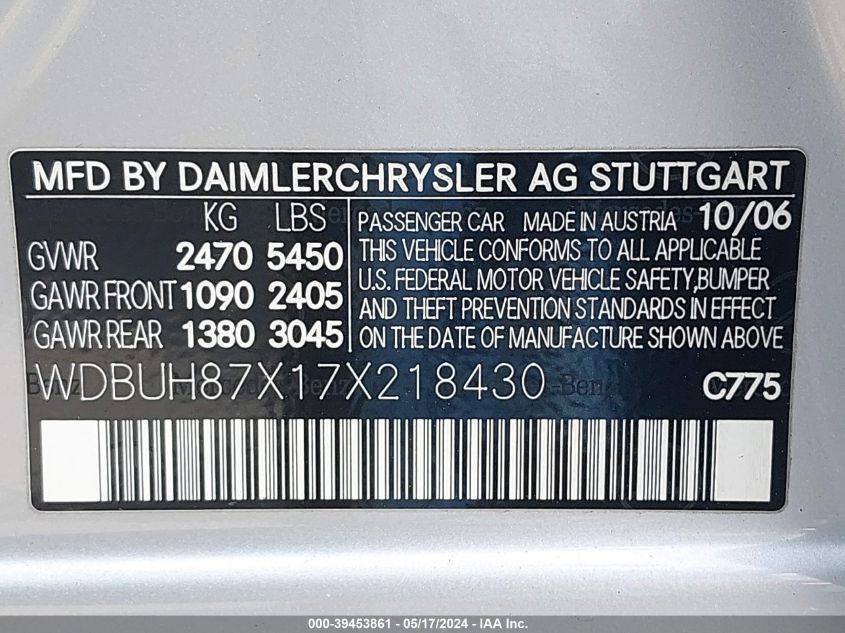 MFD BY DAIMLERCHRYSLER AG STUTTGART
KG LBS
GVWR 2470 5450
GAWR FRONT 1090 2405
GAWR REAR 1380 3045
PASSENGER CAR MADE IN AUSTRIA 10/06
THIS VEHICLE CONFORMS TO ALL APPLICABLE
U.S. FEDERAL MOTOR VEHICLE SAFETY,BUMPER
AND THEFT PREVENTION STANDARDS IN EFFECT
ON THE DATE OF MANUFACTURE SHOWN ABOVE
WDBUH87X17X218430 C775
000-39453861 - 05/17/2024 - IAA, Inc.